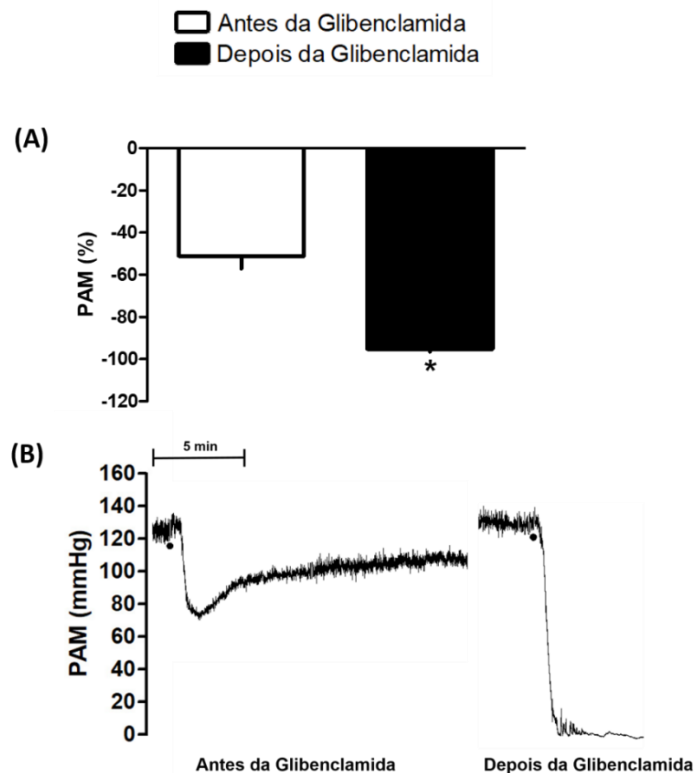 Antes da Glibenclamida
Depois da Glibenclamida
(A)
0
-20
-40
-60
-80
-100
-120
PAM (%)
*
(B)
5 min
160
140
120
100
80
60
40
20
0
PAM (mmHg)
Antes da Glibenclamida
Depois da Glibenclamida